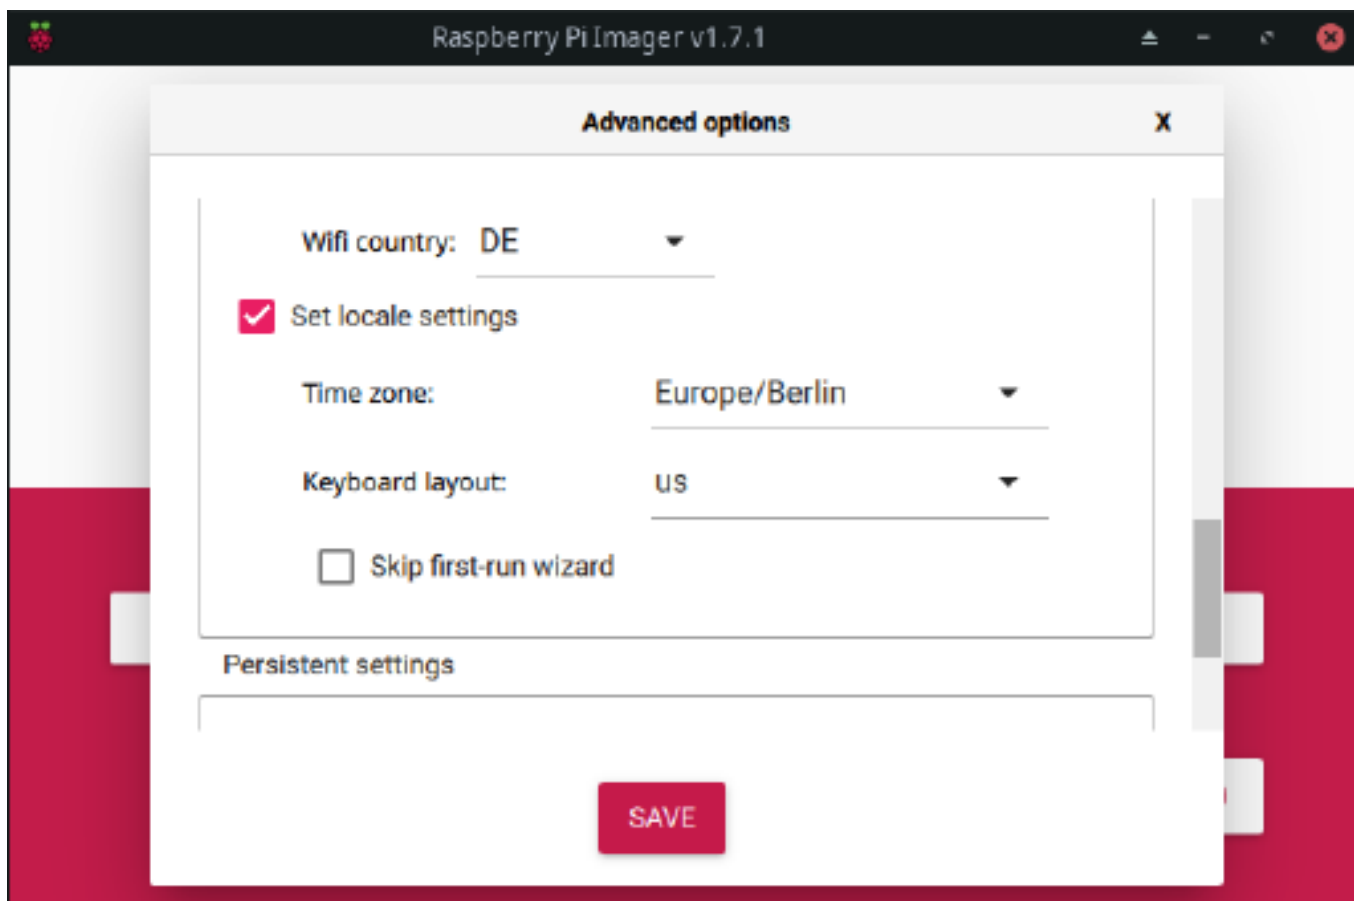 Raspberry Pi Imager v1.7.1
Advanced options X
Wifi country: DE
Set locale settings
Time zone: Europe/Berlin
Keyboard layout: us
Skip first-run wizard
Persistent settings
SAVE